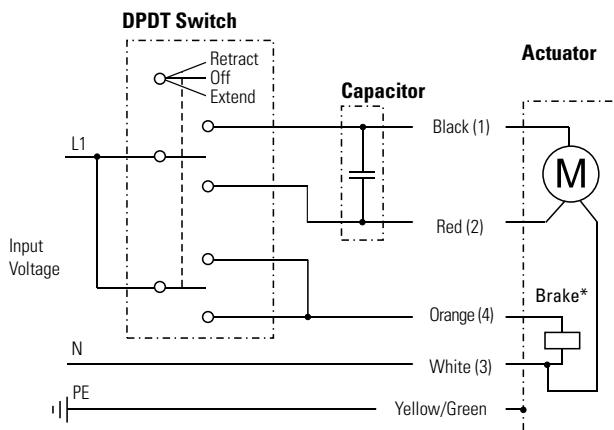 DPDT Switch
Actuator
Retract
Off
Extend
Capacitor
Black (1)
L1
M
Red (2)
Input
Voltage
Brake*
Orange (4)
N
White (3)
PE
Yellow/Green